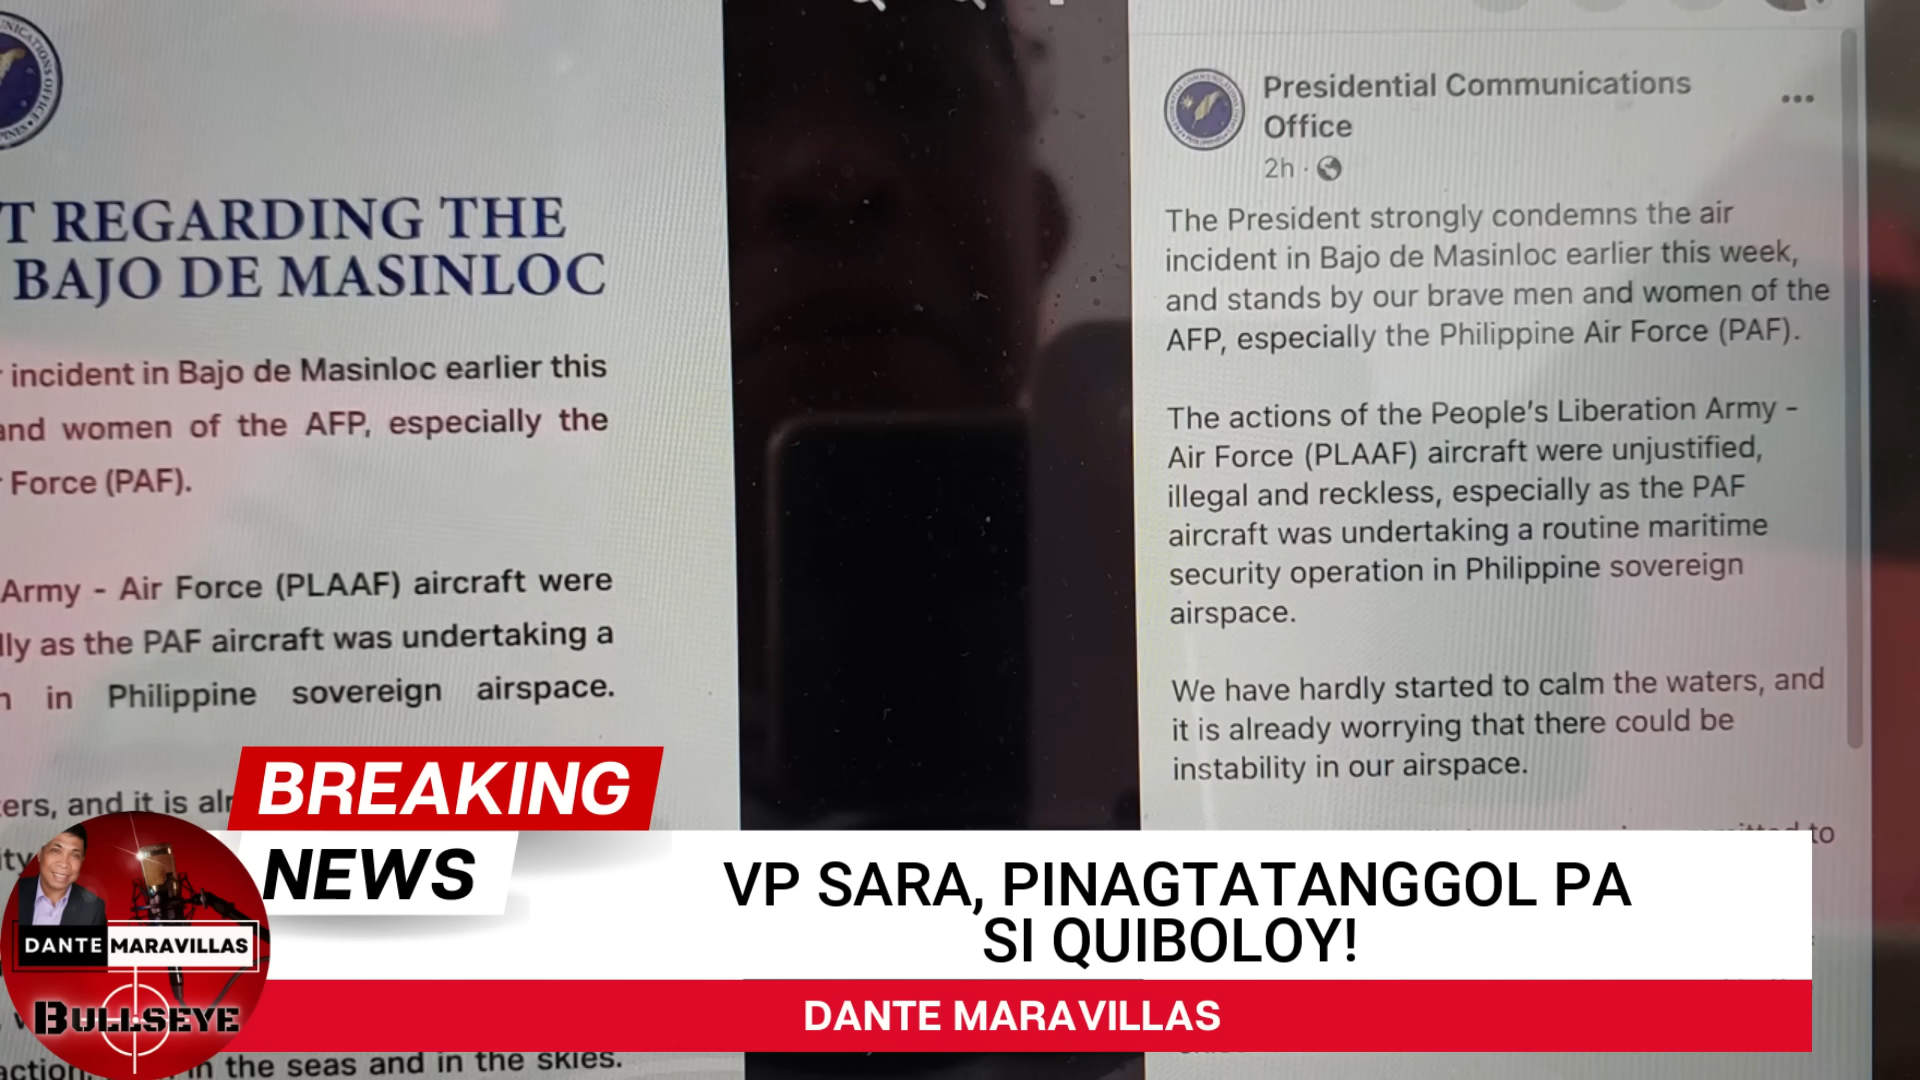 T REGARDING THE
BAJO DE MASINLOC
incident in Bajo de Masinloc earlier this
and women of the AFP, especially the
Force (PAF).
Army - Air Force (PLAAF) aircraft were
lly as the PAF aircraft was undertaking a
in Philippine sovereign airspace.
ers, and it is alr
ity
action in the seas and in the skies.
Presidential Communications
Office
2h
The President strongly condemns the air
incident in Bajo de Masinloc earlier this week,
and stands by our brave men and women of the
AFP, especially the Philippine Air Force (PAF).
The actions of the People's Liberation Army -
Air Force (PLAAF) aircraft were unjustified,
illegal and reckless, especially as the PAF
aircraft was undertaking a routine maritime
security operation in Philippine sovereign
airspace.
We have hardly started to calm the waters, and
it is already worrying that there could be
instability in our airspace.
to
BREAKING
NEWS
VP SARA, PINAGTATANGGOL PA
SI QUIBOLOY!
DANTE MARAVILLAS
DANTE MARAVILLAS
BULLSEYE